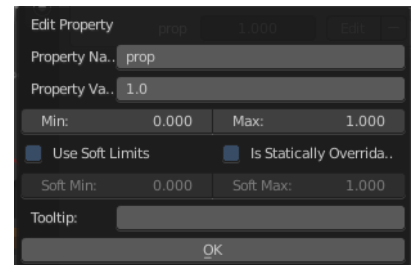 Edit Property prop 1.000 Edit
Property Na.. prop
Property Va.. 1.0
Min: 0.000 Max: 1.000
Use Soft Limits Is Statically Overrida..
Soft Min: 0.000 Soft Max: 1.000
Tooltip:
OK